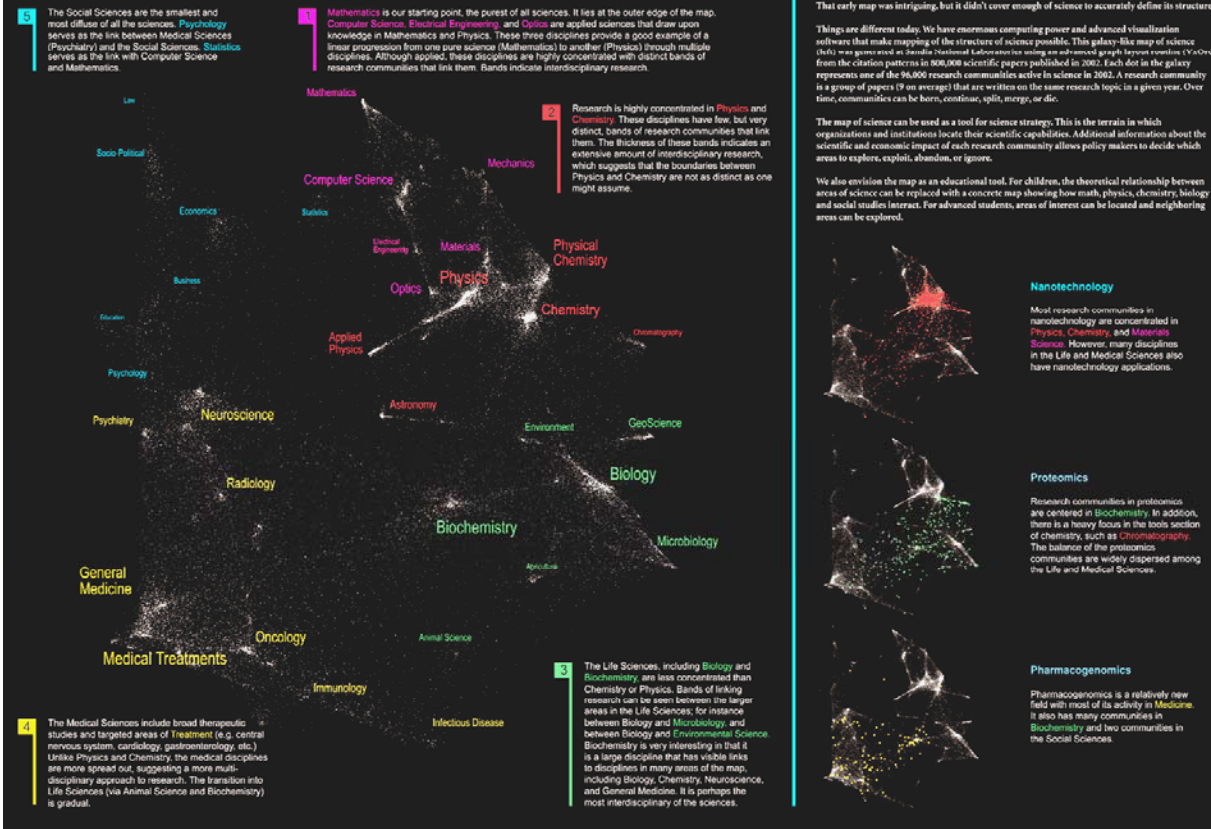 5
The Social Sciences are the smallest and
most diffuse of all the sciences. Psychology
serves as the link between Medical Sciences
(Psychiatry) and the Social Sciences. Statistics
serves as the link with Computer Science
and Mathematics.
1
Mathematics is our starting point, the purest of all sciences. It lies at the outer edge of the map.
Computer Science, Electrical Engineering, and Optics are applied sciences that draw upon
knowledge in Mathematics and Physics. These three disciplines provide a good example of a
linear progression from one pure science (Mathematics) to another (Physics) through multiple
disciplines. Although applied, these disciplines are highly concentrated with distinct bands of
research communities that link them. Bands indicate interdisciplinary research.
2
Research is highly concentrated in Physics and
Chemistry. These disciplines have few, but very
distinct, bands of research communities that link
them. The thickness of these bands indicates an
extensive amount of interdisciplinary research,
which suggests that the boundaries between
Physics and Chemistry are not as distinct as one
might assume.
Law
Mathematics
Socio-Political
Mechanics
Computer Science
Economics
Statistics
Electrical
Engineering
Materials
Physical
Chemistry
Business
Physics
Optics
Education
Chemistry
Applied
Physics
Chromatography
Psychology
Astronomy
Psychiatry
Neuroscience
Environment
GeoScience
Radiology
Biology
Biochemistry
Microbiology
Agriculture
General
Medicine
Oncology
Animal Science
Medical Treatments
Immunology
Infectious Disease
4
The Medical Sciences include broad therapeutic
studies and targeted areas of Treatment (e.g. central
nervous system, cardiology, gastroenterology, etc.)
Unlike Physics and Chemistry, the medical disciplines
are more spread out, suggesting a more multi-
disciplinary approach to research. The transition into
Life Sciences (via Animal Science and Biochemistry)
is gradual.
3
The Life Sciences, including Biology and
Biochemistry, are less concentrated than
Chemistry or Physics. Bands of linking
research can be seen between the larger
areas in the Life Sciences; for instance
between Biology and Microbiology, and
between Biology and Environmental Science.
Biochemistry is very interesting in that it
is a large discipline that has visible links
to disciplines in many areas of the map,
including Biology, Chemistry, Neuroscience,
and General Medicine. It is perhaps the
most interdisciplinary of the sciences.
That early map was intriguing, but it didn't cover enough of science to accurately define its structure
Things are different today. We have enormous computing power and advanced visualization
software that make mapping of the structure of science possible. This galaxy-like map of science
(left) was generated at Sandia National Laboratories using an advanced graph layout routine (VxOrd
from the citation patterns in 800,000 scientific papers published in 2002. Each dot in the galaxy
represents one of the 96,000 research communities active in science in 2002. A research community
is a group of papers (9 on average) that are written on the same research topic in a given year. Over
time, communities can be born, continue, split, merge, or die.
The map of science can be used as a tool for science strategy. This is the terrain in which
organizations and institutions locate their scientific capabilities. Additional information about the
scientific and economic impact of each research community allows policy makers to decide which
areas to explore, exploit, abandon, or ignore.
We also envision the map as an educational tool. For children, the theoretical relationship between
areas of science can be replaced with a concrete map showing how math, physics, chemistry, biology
and social studies interact. For advanced students, areas of interest can be located and neighboring
areas can be explored.
Nanotechnology
Most research communities in
nanotechnology are concentrated in
Physics, Chemistry, and Materials
Science. However, many disciplines
in the Life and Medical Sciences also
have nanotechnology applications.
Proteomics
Research communities in proteomics
are centered in Biochemistry. In addition,
there is a heavy focus in the tools section
of chemistry, such as Chromatography.
The balance of the proteomics
communities are widely dispersed among
the Life and Medical Sciences.
Pharmacogenomics
Pharmacogenomics is a relatively new
field with most of its activity in Medicine.
It also has many communities in
Biochemistry and two communities in
the Social Sciences.